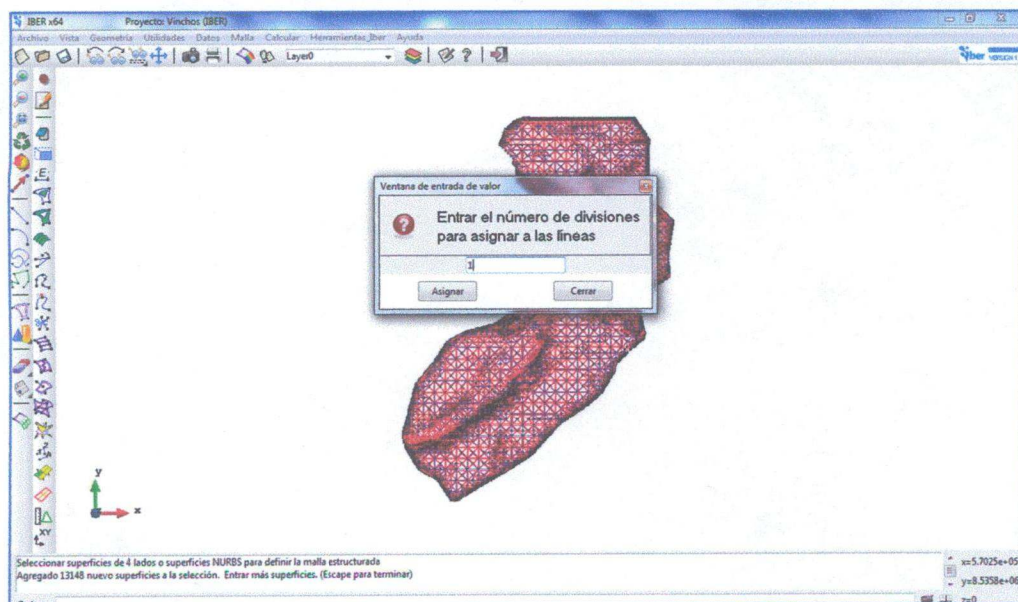 IBER x64 Proyecto: Vinchos (IBER)
Archivo Vista Geometria Utilidades Datos Malla Calcular Herramientas_Iber Ayuda
Layer0
Iber
Ventana de entrada de valor
Entrar el número de divisiones
para asignar a las líneas
1
Asignar Cerrar
y
x
Seleccionar superficies de 4 lados o superficies NURBS para definir la malla estructurada
Agregado 13148 nuevo superficies a la selección. Entrar más superficies. (Escape para terminar)
x=5.7025e+05
y=8.5358e+06
z=0